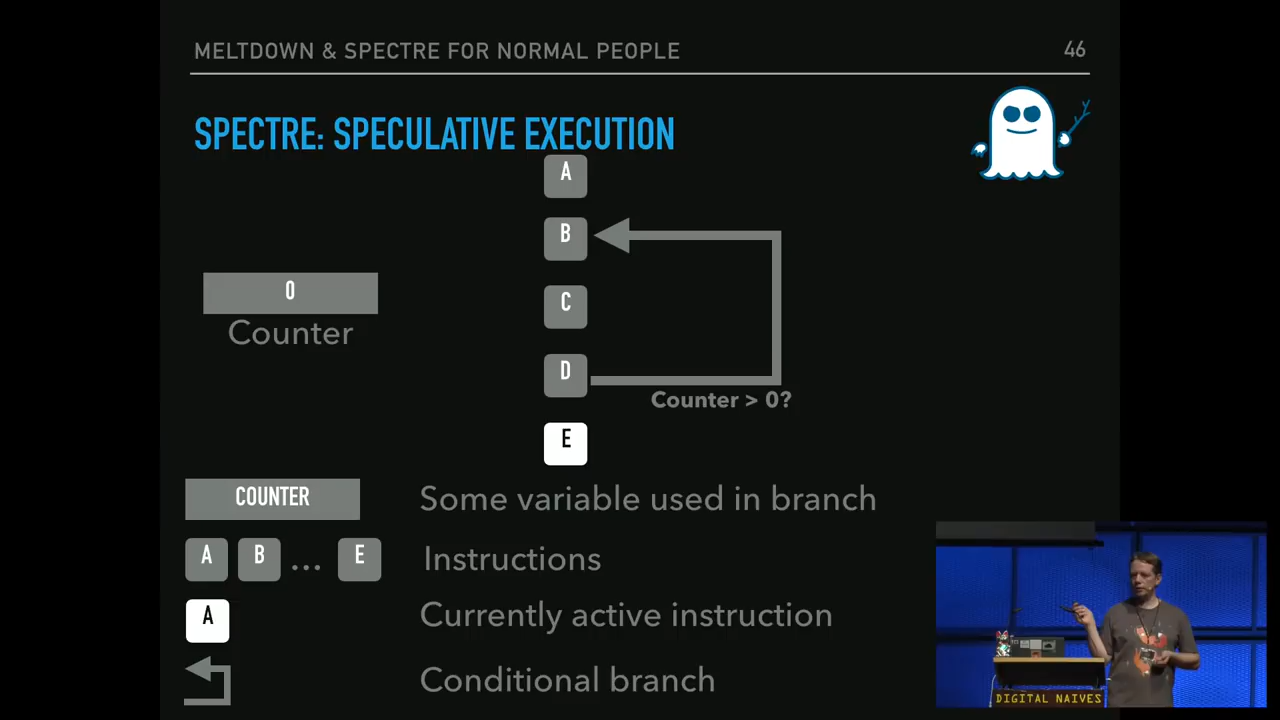 MELTDOWN & SPECTRE FOR NORMAL PEOPLE 46
SPECTRE: SPECULATIVE EXECUTION
A
B
0
Counter
C
D
Counter > 0?
E
COUNTER Some variable used in branch
A B ... E Instructions
A Currently active instruction
Conditional branch
DIGITAL NAIVES